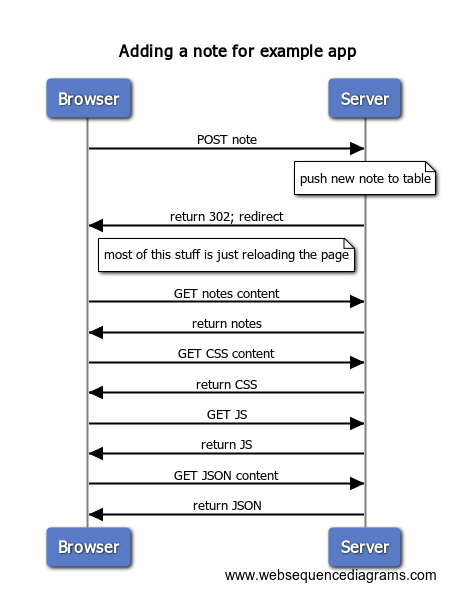 Adding a note for example app
Browser
Server
POST note
push new note to table
return 302; redirect
most of this stuff is just reloading the page
GET notes content
return notes
GET CSS content
return CSS
GET JS
return JS
GET JSON content
return JSON
Browser
Server
www.websequencediagrams.com